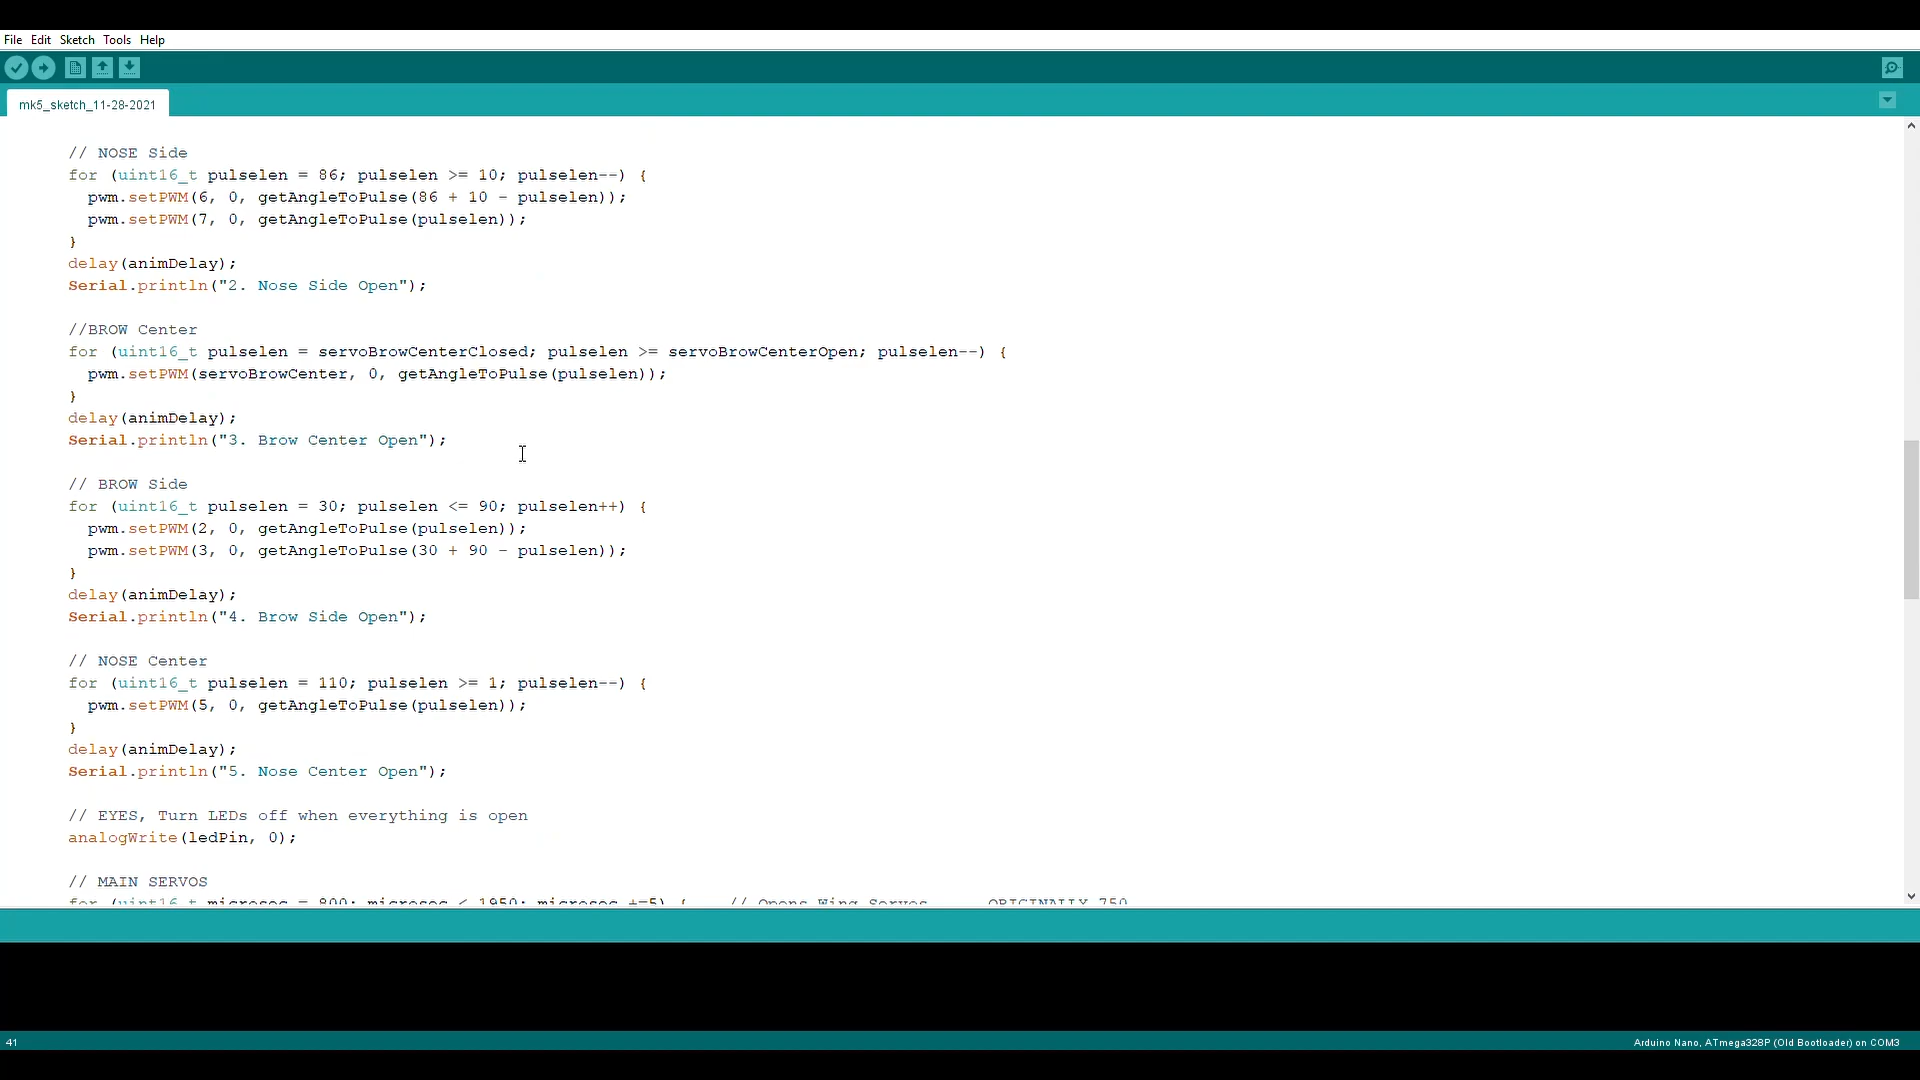 File Edit Sketch Tools Help
mk5_sketch_11-28-2021
// NOSE Side
for (uint16_t pulselen = 86; pulselen >= 10; pulselen--) {
pwm.setPWM(6, 0, getAngleToPulse(86 + 10 - pulselen));
pwm.setPWM(7, 0, getAngleToPulse(pulselen));
}
delay(animDelay);
Serial.println("2. Nose Side Open");
//BROW Center
for (uint16_t pulselen = servoBrowCenterClosed; pulselen >= servoBrowCenterOpen; pulselen--) {
pwm.setPWM(servoBrowCenter, 0, getAngleToPulse(pulselen));
}
delay(animDelay);
Serial.println("3. Brow Center Open");
// BROW Side
for (uint16_t pulselen = 30; pulselen <= 90; pulselen++) {
pwm.setPWM(2, 0, getAngleToPulse(pulselen));
pwm.setPWM(3, 0, getAngleToPulse(30 + 90 - pulselen));
}
delay(animDelay);
Serial.println("4. Brow Side Open");
// NOSE Center
for (uint16_t pulselen = 110; pulselen >= 1; pulselen--) {
pwm.setPWM(5, 0, getAngleToPulse(pulselen));
}
delay(animDelay);
Serial.println("5. Nose Center Open");
// EYES, Turn LEDs off when everything is open
analogWrite(ledPin, 0);
// MAIN SERVOS
for (uint16_t microsec = 800; microsec < 1950; microsec +=5) { // Opens Wing Servos ORIGINALLY 750
41
Arduino Nano, ATmega328P (Old Bootloader) on COM3